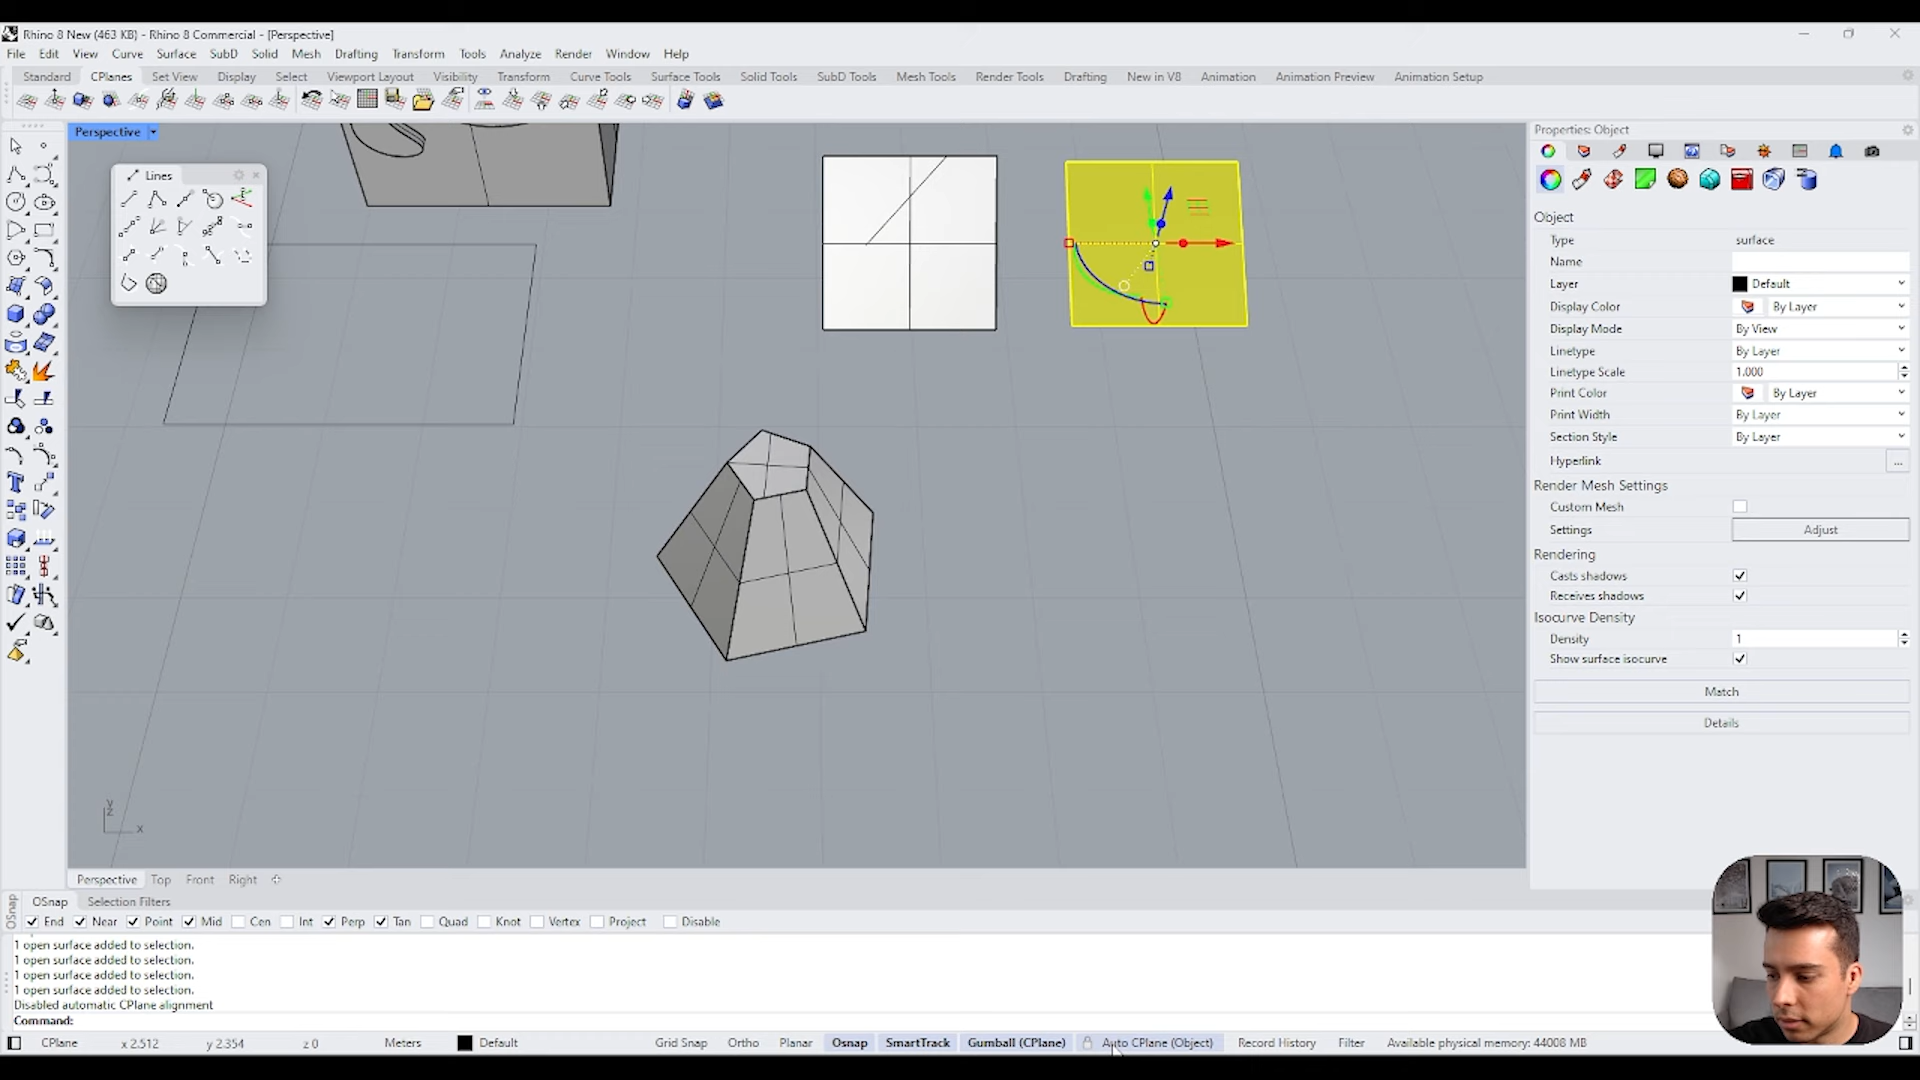 Rhino 8 New (463 KB) - Rhino 8 Commercial - [Perspective]
File Edit View Curve Surface SubD Solid Mesh Drafting Transform Tools Analyze Render Window Help
Standard CPlanes Set View Display Select Viewport Layout Visibility Transform Curve Tools Surface Tools Solid Tools SubD Tools Mesh Tools Render Tools Drafting New in V8 Animation Animation Preview Animation Setup
Perspective
Lines
y
z
x
Perspective Top Front Right
Properties: Object
Object
Type surface
Name
Layer Default
Display Color By Layer
Display Mode By View
Linetype By Layer
Linetype Scale 1.000
Print Color By Layer
Print Width By Layer
Section Style By Layer
Hyperlink ...
Render Mesh Settings
Custom Mesh
Settings Adjust
Rendering
Casts shadows
Receives shadows
Isocurve Density
Density 1
Show surface isocurve
Match
Details
OSnap
OSnap Selection Filters
End Near Point Mid Cen Int Perp Tan Quad Knot Vertex Project Disable
1 open surface added to selection.
1 open surface added to selection.
1 open surface added to selection.
1 open surface added to selection.
Disabled automatic CPlane alignment
Command:
CPlane x 2.512 y 2.354 z 0 Meters Default Grid Snap Ortho Planar Osnap SmartTrack Gumball (CPlane) Auto CPlane (Object) Record History Filter Available physical memory: 44008 MB